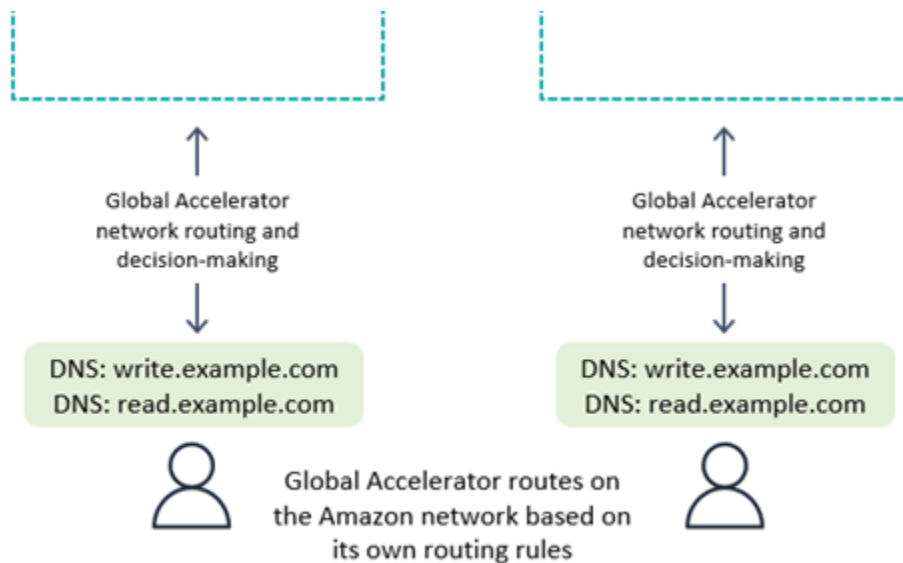 Global Accelerator
network routing and
decision-making
Global Accelerator
network routing and
decision-making
DNS: write.example.com
DNS: read.example.com
DNS: write.example.com
DNS: read.example.com
Global Accelerator routes on
the Amazon network based on
its own routing rules